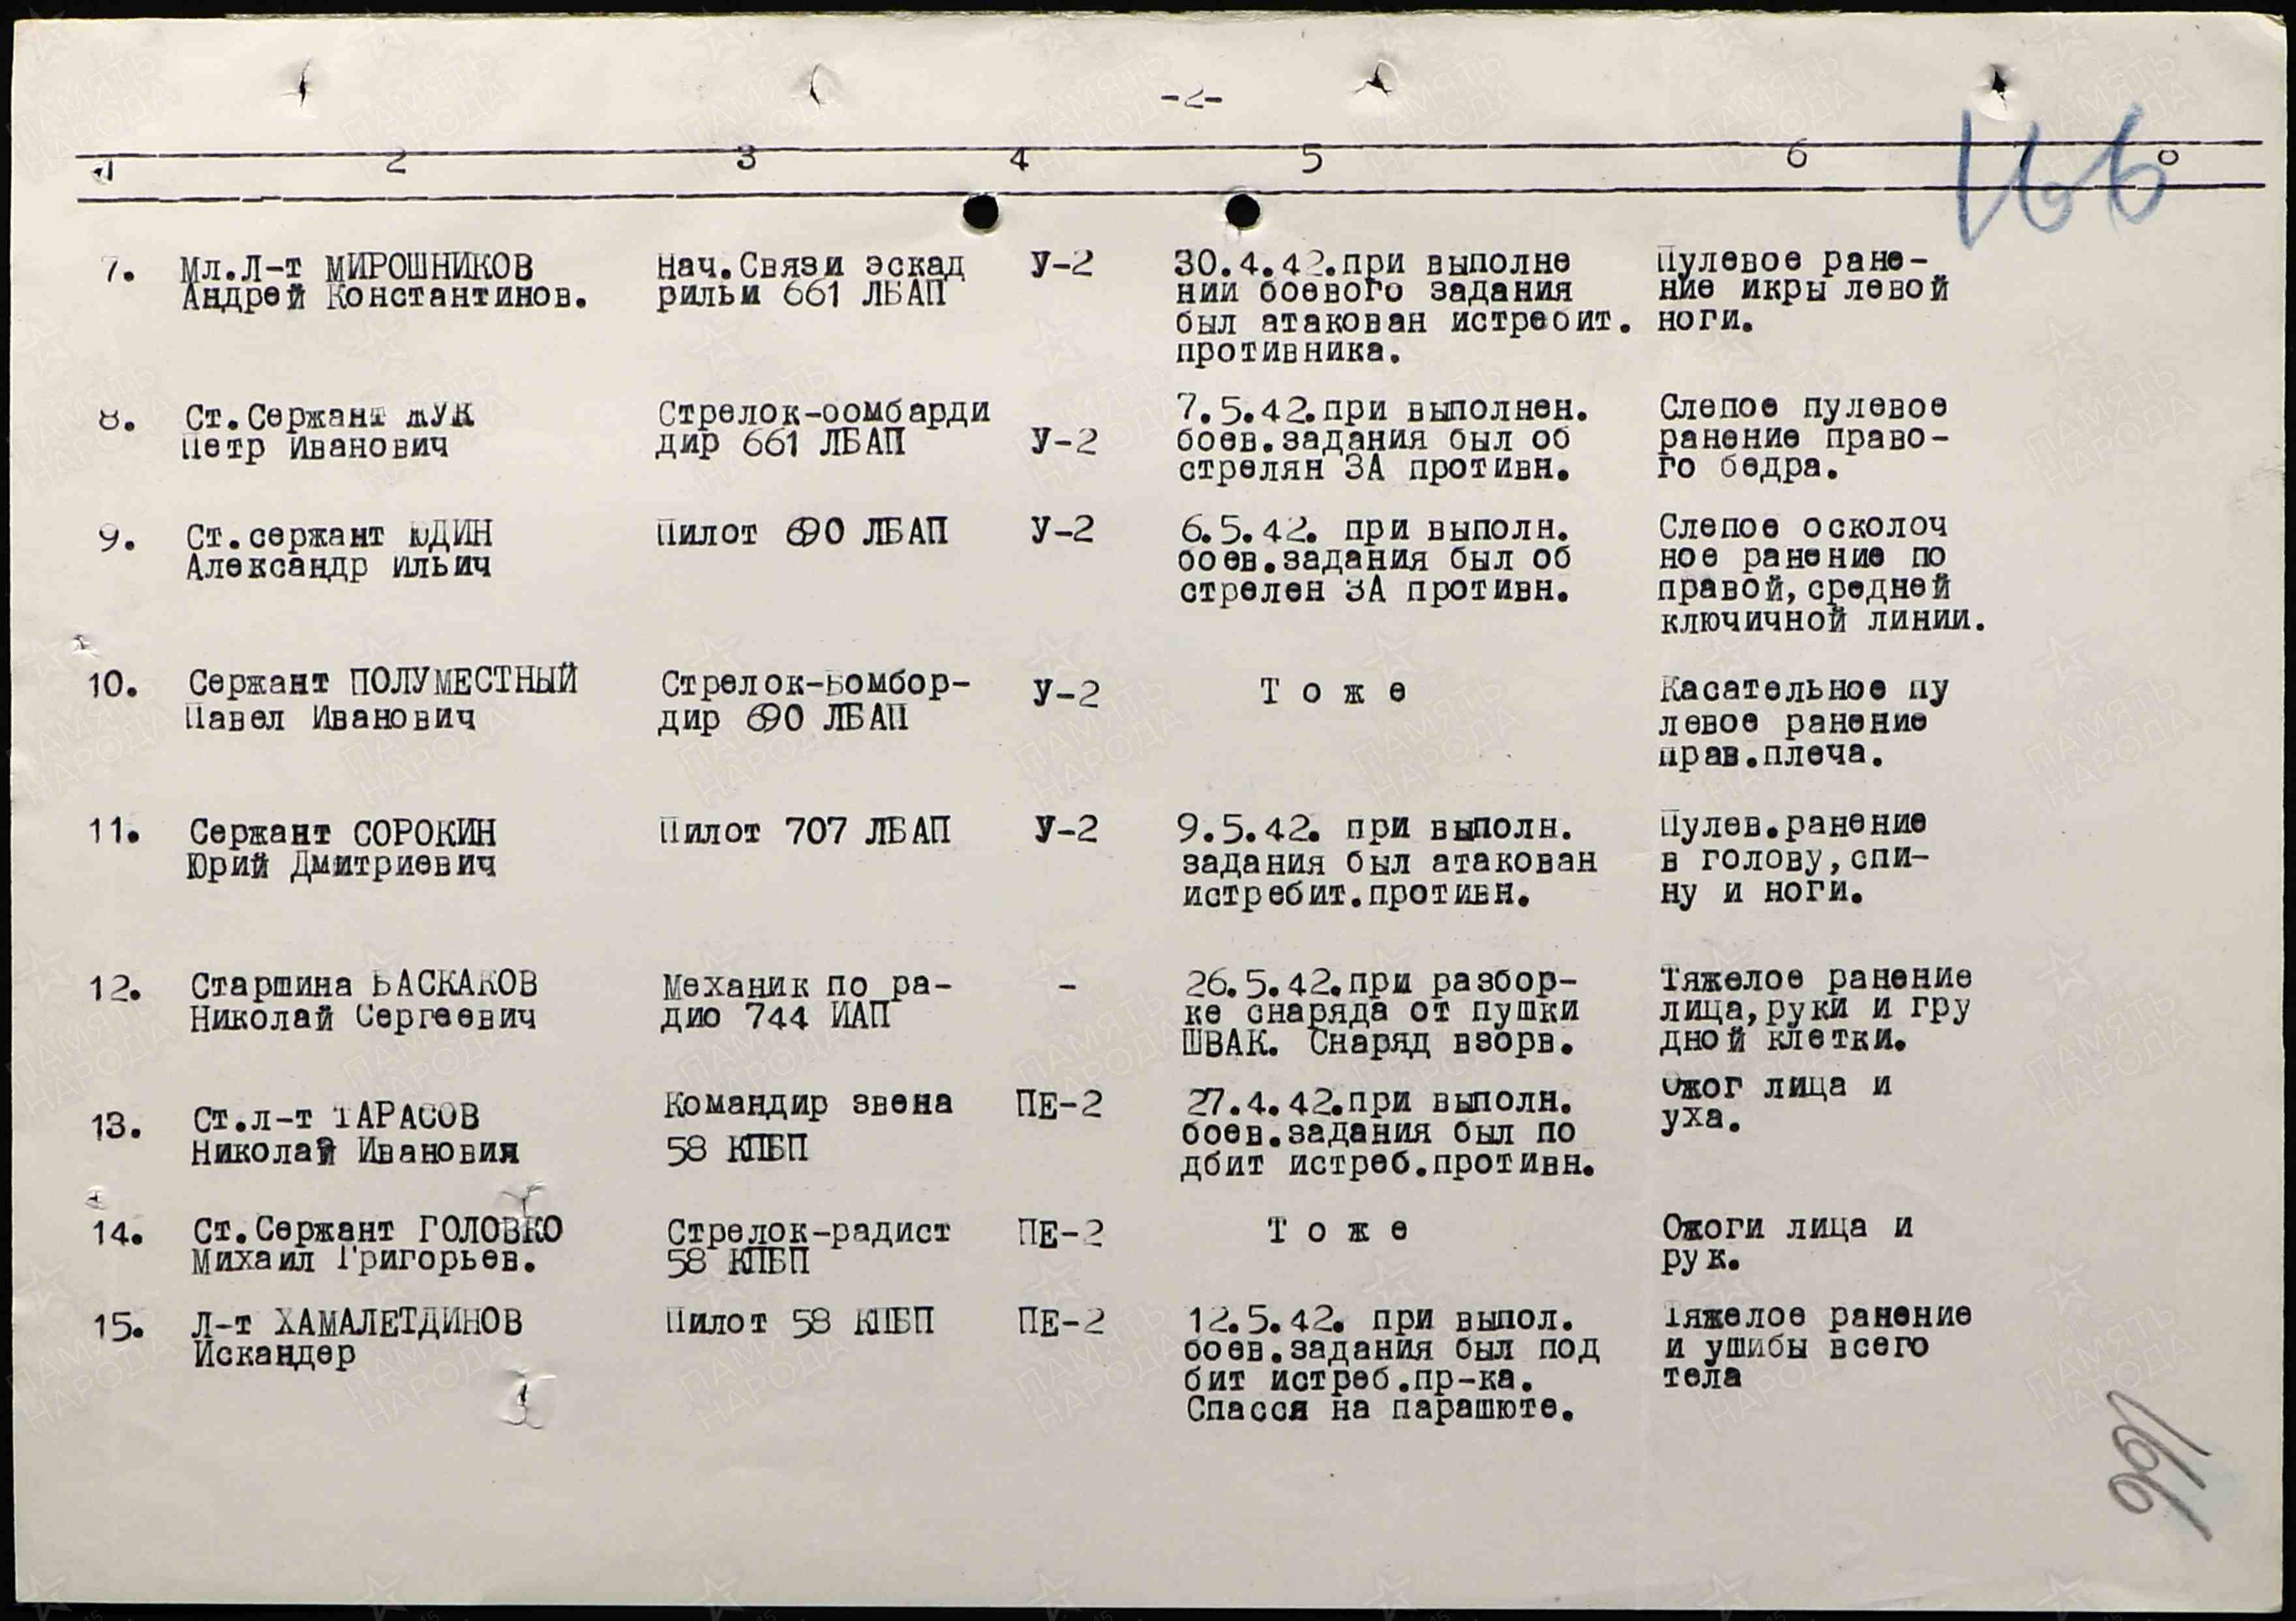 -2-
1 2 3 4 5 6
166
7. Мл.Л-т МИРОШНИКОВ Нач.Связи эскад У-2 30.4.42.при выполне Пулевое ране-
Андрей Константинов. рильи 661 ЛБАП нии боевого задания ние икры левой
был атакован истребит. ноги.
противника.
8. Ст.Сержант ЖУК Стрелок-бомбарди 7.5.42.при выполнен. Слепое пулевое
Петр Иванович дир 661 ЛБАП У-2 боев.задания был об ранение право-
стрелян ЗА противн. го бедра.
9. Ст.сержант ЮДИН Пилот 690 ЛБАП У-2 6.5.42. при выполн. Слепое осколоч
Александр Ильич боев.задания был об ное ранение по
стрелен ЗА противн. правой,средней
ключичной линии.
10. Сержант ПОЛУМЕСТНЫЙ Стрелок-Бомбор- У-2 Т о ж е Касательное пу
Павел Иванович дир 690 ЛБАП левое ранение
прав.плеча.
11. Сержант СОРОКИН Пилот 707 ЛБАП У-2 9.5.42. при выполн. Пулев.ранение
Юрий Дмитриевич задания был атакован в голову,спи-
истребит.противн. ну и ноги.
12. Старшина БАСКАКОВ Механик по ра- - 26.5.42.при разбор- Тяжелое ранение
Николай Сергеевич дио 744 ИАП ке снаряда от пушки лица,руки и гру
ШВАК. Снаряд взорв. дной клетки.
13. Ст.л-т ТАРАСОВ Командир звена ПЕ-2 27.4.42.при выполн. Ожог лица и
Николай Ивановия 58 КПБП боев.задания был по уха.
дбит истреб.противн.
14. Ст.Сержант ГОЛОВКО Стрелок-радист ПЕ-2 Т о ж е Ожоги лица и
Михаил Григорьев. 58 КПБП рук.
15. Л-т ХАМАЛЕТДИНОВ Пилот 58 КПБП ПЕ-2 12.5.42. при выпол. Тяжелое ранение
Искандер боев.задания был под и ушибы всего
бит истреб.пр-ка. тела
Спасся на парашюте.
166
ПАМЯТЬ
НАРОДА